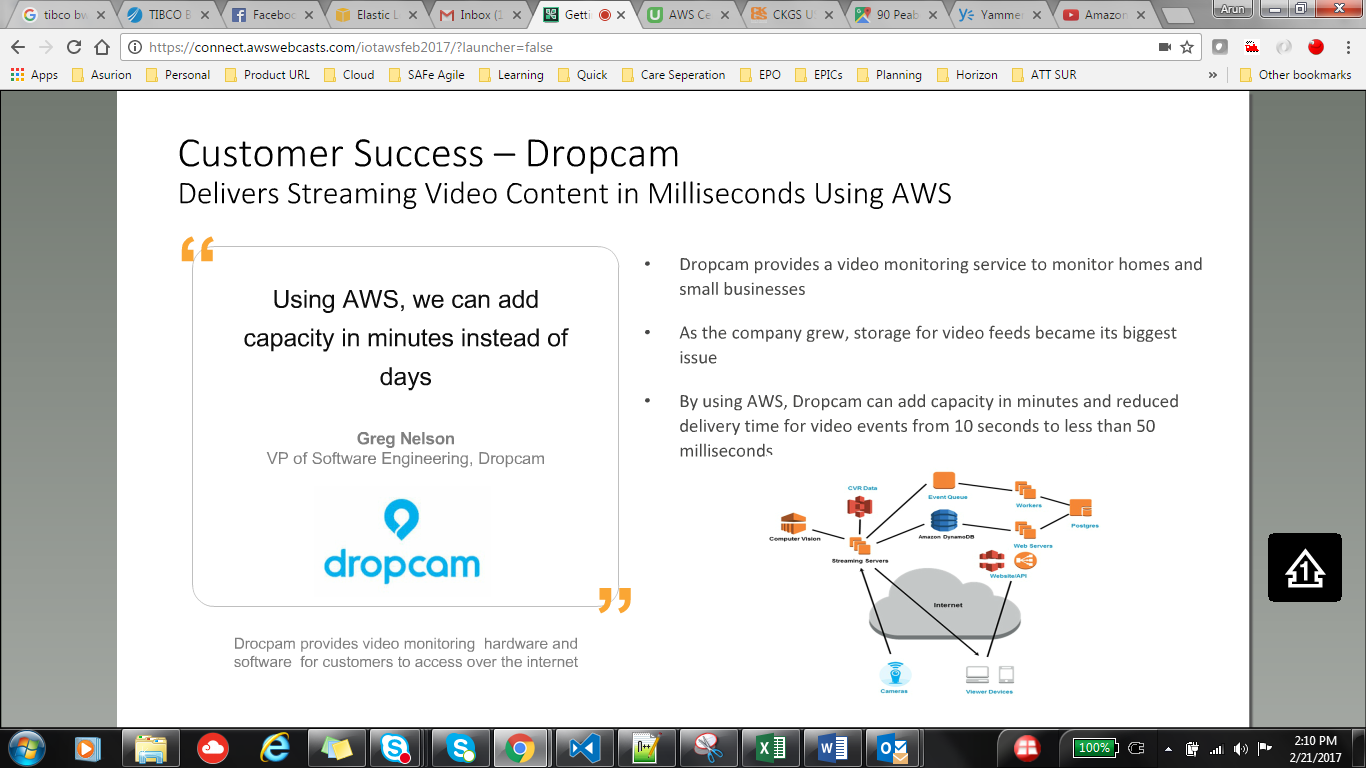 tibco bw
TIBCO B
Faceboo
Elastic L
Inbox (1
Getti
AWS Ce
CKGS U
90 Peab
Yammer
Amazon
Arun
https://connect.awswebcasts.com/iotawsfeb2017/?launcher=false
Apps
Asurion
Personal
Product URL
Cloud
SAFe Agile
Learning
Quick
Care Seperation
EPO
EPICs
Planning
Horizon
ATT SUR
»
Other bookmarks
Customer Success – Dropcam
Delivers Streaming Video Content in Milliseconds Using AWS
“
Using AWS, we can add
capacity in minutes instead of
days
Greg Nelson
VP of Software Engineering, Dropcam
dropcam
”
Drocpam provides video monitoring hardware and
software for customers to access over the internet
• Dropcam provides a video monitoring service to monitor homes and
small businesses
• As the company grew, storage for video feeds became its biggest
issue
• By using AWS, Dropcam can add capacity in minutes and reduced
delivery time for video events from 10 seconds to less than 50
milliseconds
CVR Data
Event Queue
Workers
Postgres
Computer Vision
Amazon DynamoDB
Web Servers
Streaming Servers
Website/API
Internet
Cameras
Viewer Devices
1
100%
2:10 PM
2/21/2017